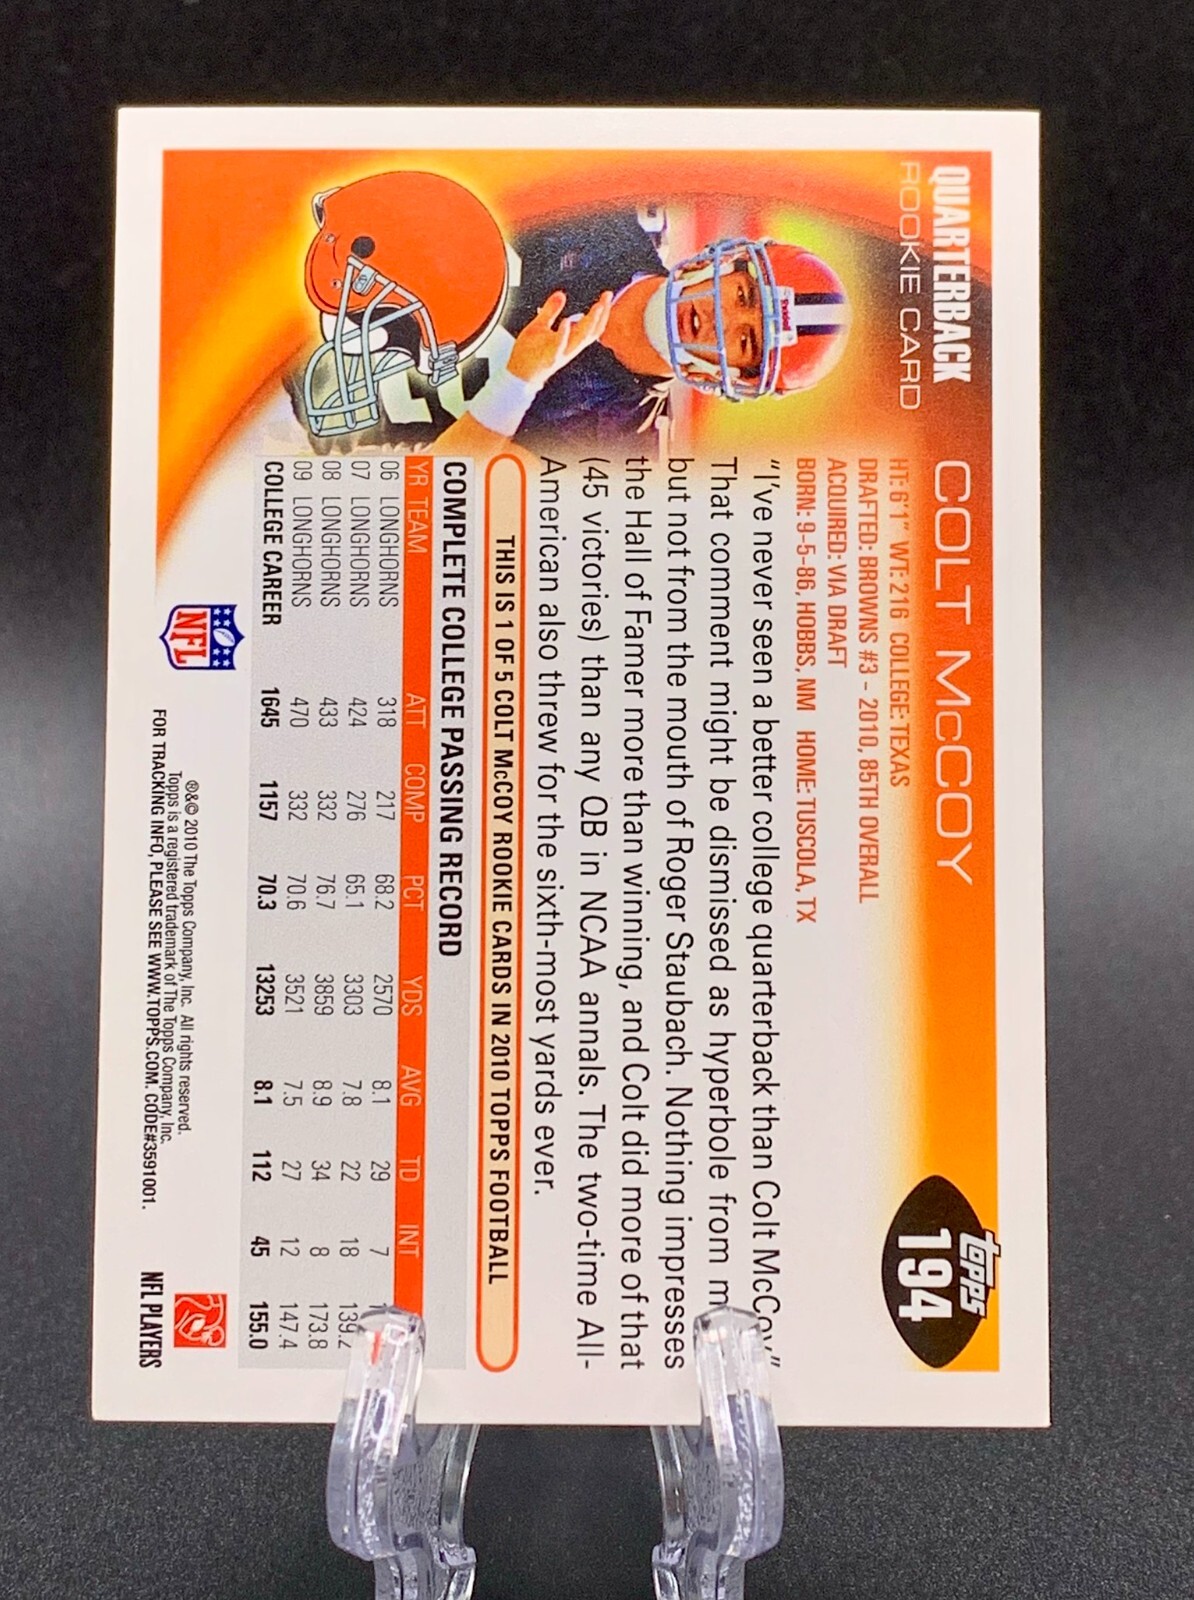 QUARTERBACK
ROOKIE CARD
COLT McCOY
topps
194
HT: 6'1" WT: 216 COLLEGE: TEXAS
DRAFTED: BROWNS #3 – 2010, 85TH OVERALL
ACQUIRED: VIA DRAFT
BORN: 9-5-86, HOBBS, NM HOME: TUSCOLA, TX
"I've never seen a better college quarterback than Colt McCoy."
That comment might be dismissed as hyperbole from
but not from the mouth of Roger Staubach. Nothing impresses
the Hall of Famer more than winning, and Colt did more of that
(45 victories) than any QB in NCAA annals. The two-time All-
American also threw for the sixth-most yards ever.
THIS IS 1 OF 5 COLT McCOY ROOKIE CARDS IN 2010 TOPPS FOOTBALL
COMPLETE COLLEGE PASSING RECORD
YR TEAM ATT COMP PCT YDS AVG TD INT
06 LONGHORNS 318 217 68.2 2570 8.1 29 7
07 LONGHORNS 424 276 65.1 3303 7.8 22 18 139.2
08 LONGHORNS 433 332 76.7 3859 8.9 34 8 173.8
09 LONGHORNS 470 332 70.6 3521 7.5 27 12 147.4
COLLEGE CAREER 1645 1157 70.3 13253 8.1 112 45 155.0
NFL
®&© 2010 The Topps Company, Inc. All rights reserved.
Topps is a registered trademark of The Topps Company, Inc.
FOR TRACKING INFO, PLEASE SEE WWW.TOPPS.COM. CODE#3591001.
NFL PLAYERS
Riddell